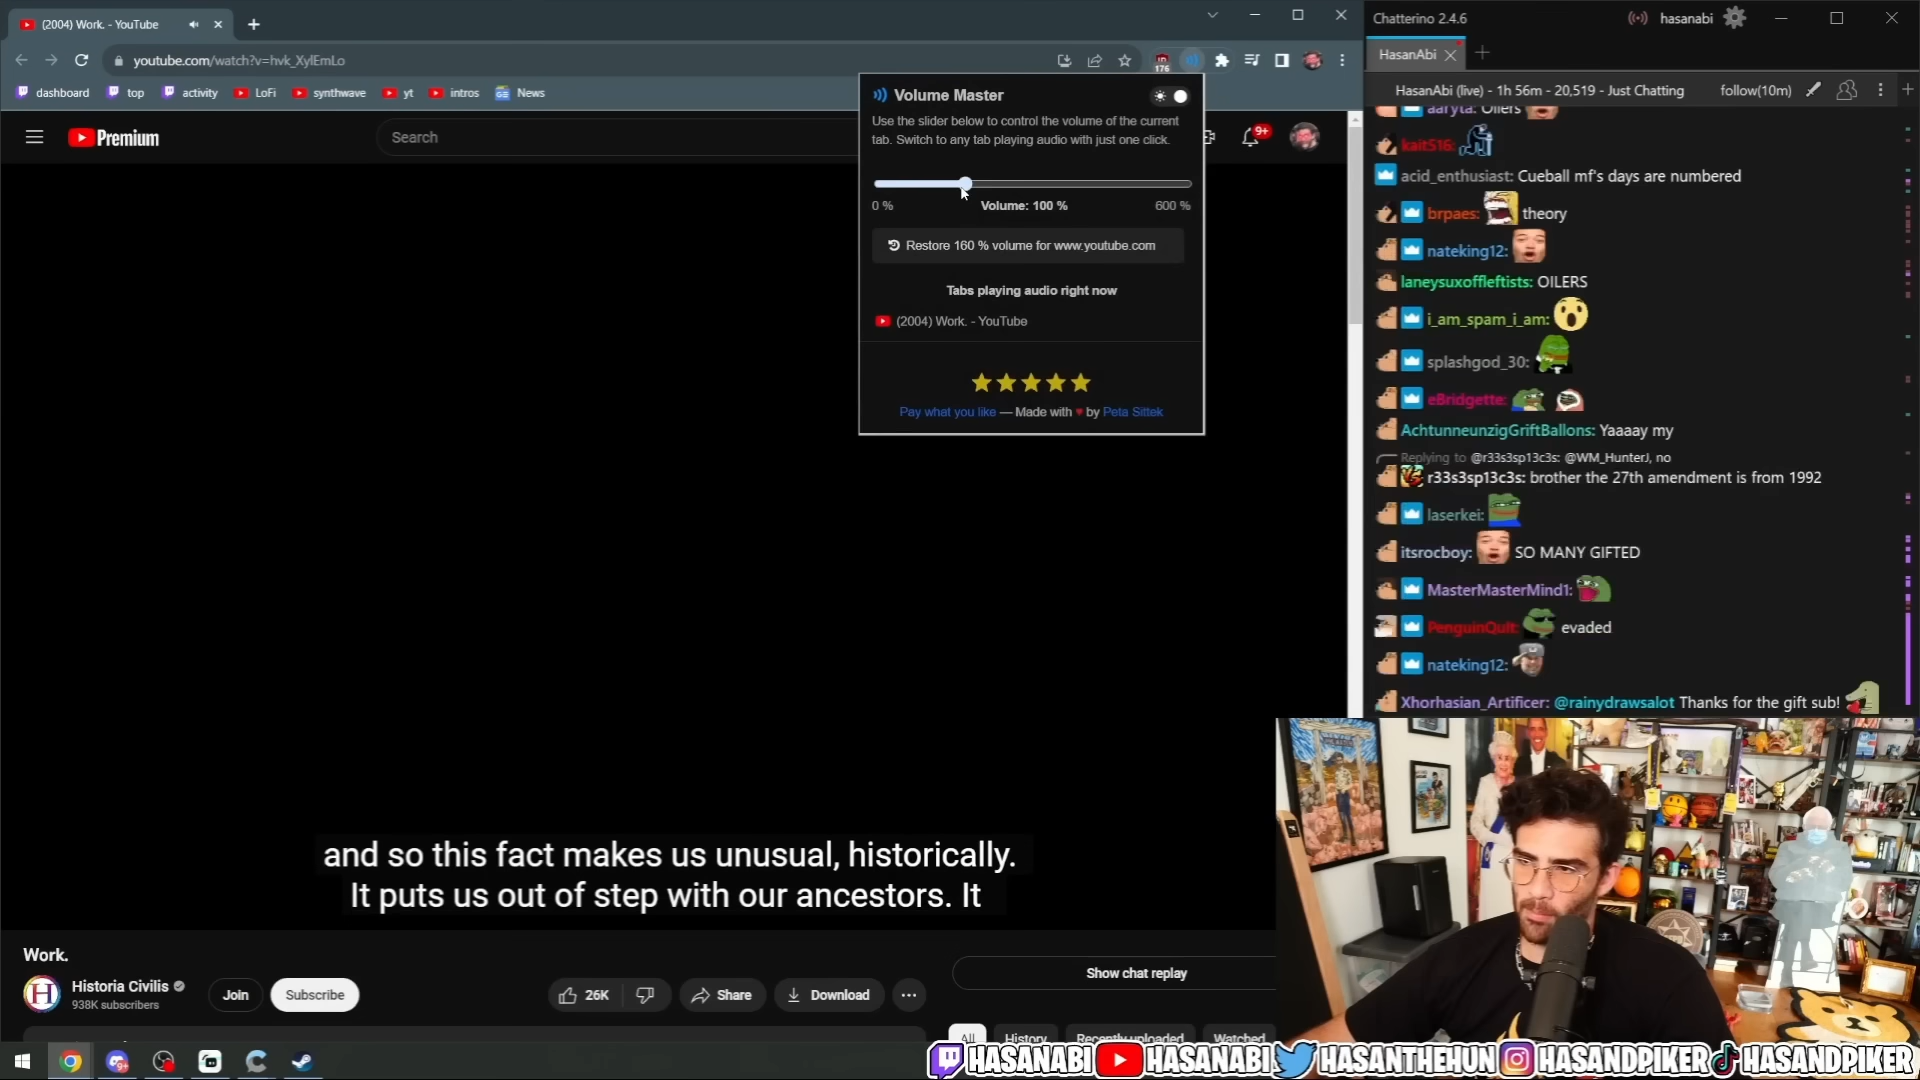 (2004) Work. - YouTube
youtube.com/watch?v=hvk_XylEmLo
176
dashboard
top
activity
LoFi
synthwave
yt
intros
News
Premium
Search
9+
Volume Master
Use the slider below to control the volume of the current
tab. Switch to any tab playing audio with just one click.
0 %
Volume: 100 %
600 %
Restore 160 % volume for www.youtube.com
Tabs playing audio right now
(2004) Work. - YouTube
Pay what you like — Made with ♥ by Peta Sittek
and so this fact makes us unusual, historically.
It puts us out of step with our ancestors. It
Work.
Historia Civilis
938K subscribers
Join
Subscribe
26K
Share
Download
Show chat replay
All
History
Recently uploaded
Watched
Chatterino 2.4.6
hasanabi
HasanAbi
HasanAbi (live) - 1h 56m - 20,519 - Just Chatting
follow(10m)
aaryta: Oilers
kait516:
acid_enthusiast: Cueball mf's days are numbered
brpaes: theory
nateking12:
laneysuxoffleftists: OILERS
i_am_spam_i_am:
splashgod_30:
eBridgette:
AchtunneunzigGriftBallons: Yaaaay my
Replying to @r33s3sp13c3s: @WM_HunterJ, no
r33s3sp13c3s: brother the 27th amendment is from 1992
laserkei:
itsrocboy: SO MANY GIFTED
MasterMasterMind1:
PenguinQult: evaded
nateking12:
Xhorhasian_Artificer: @rainydrawsalot Thanks for the gift sub!
HASANABI
HASANABI
HASANTHEHUN
HASANDPIKER
HASANDPIKER